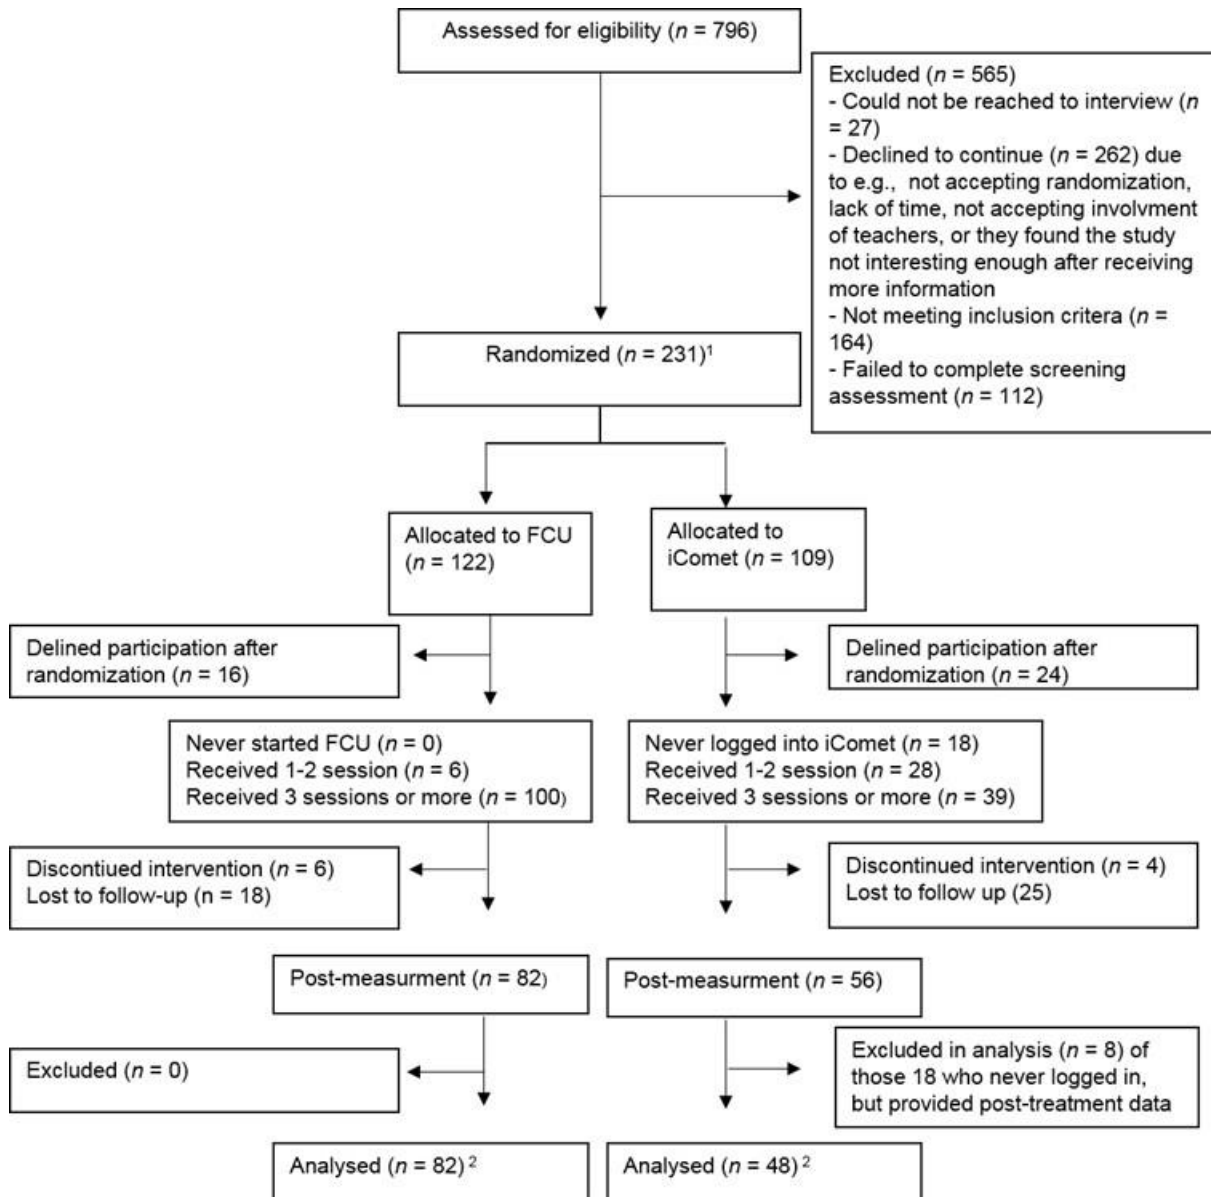 Assessed for eligibility (n = 796)
Excluded (n = 565)
- Could not be reached to interview (n
= 27)
- Declined to continue (n = 262) due
to e.g., not accepting randomization,
lack of time, not accepting involvment
of teachers, or they found the study
not interesting enough after receiving
more information
- Not meeting inclusion critera (n =
164)
- Failed to complete screening
assessment (n = 112)
Randomized (n = 231)¹
Allocated to FCU
(n = 122)
Allocated to
iComet (n = 109)
Delined participation after
randomization (n = 16)
Delined participation after
randomization (n = 24)
Never started FCU (n = 0)
Received 1-2 session (n = 6)
Received 3 sessions or more (n = 100)
Never logged into iComet (n = 18)
Received 1-2 session (n = 28)
Received 3 sessions or more (n = 39)
Discontiued intervention (n = 6)
Lost to follow-up (n = 18)
Discontinued intervention (n = 4)
Lost to follow up (25)
Post-measurment (n = 82)
Post-measurment (n = 56)
Excluded (n = 0)
Excluded in analysis (n = 8) of
those 18 who never logged in,
but provided post-treatment data
Analysed (n = 82) ²
Analysed (n = 48) ²